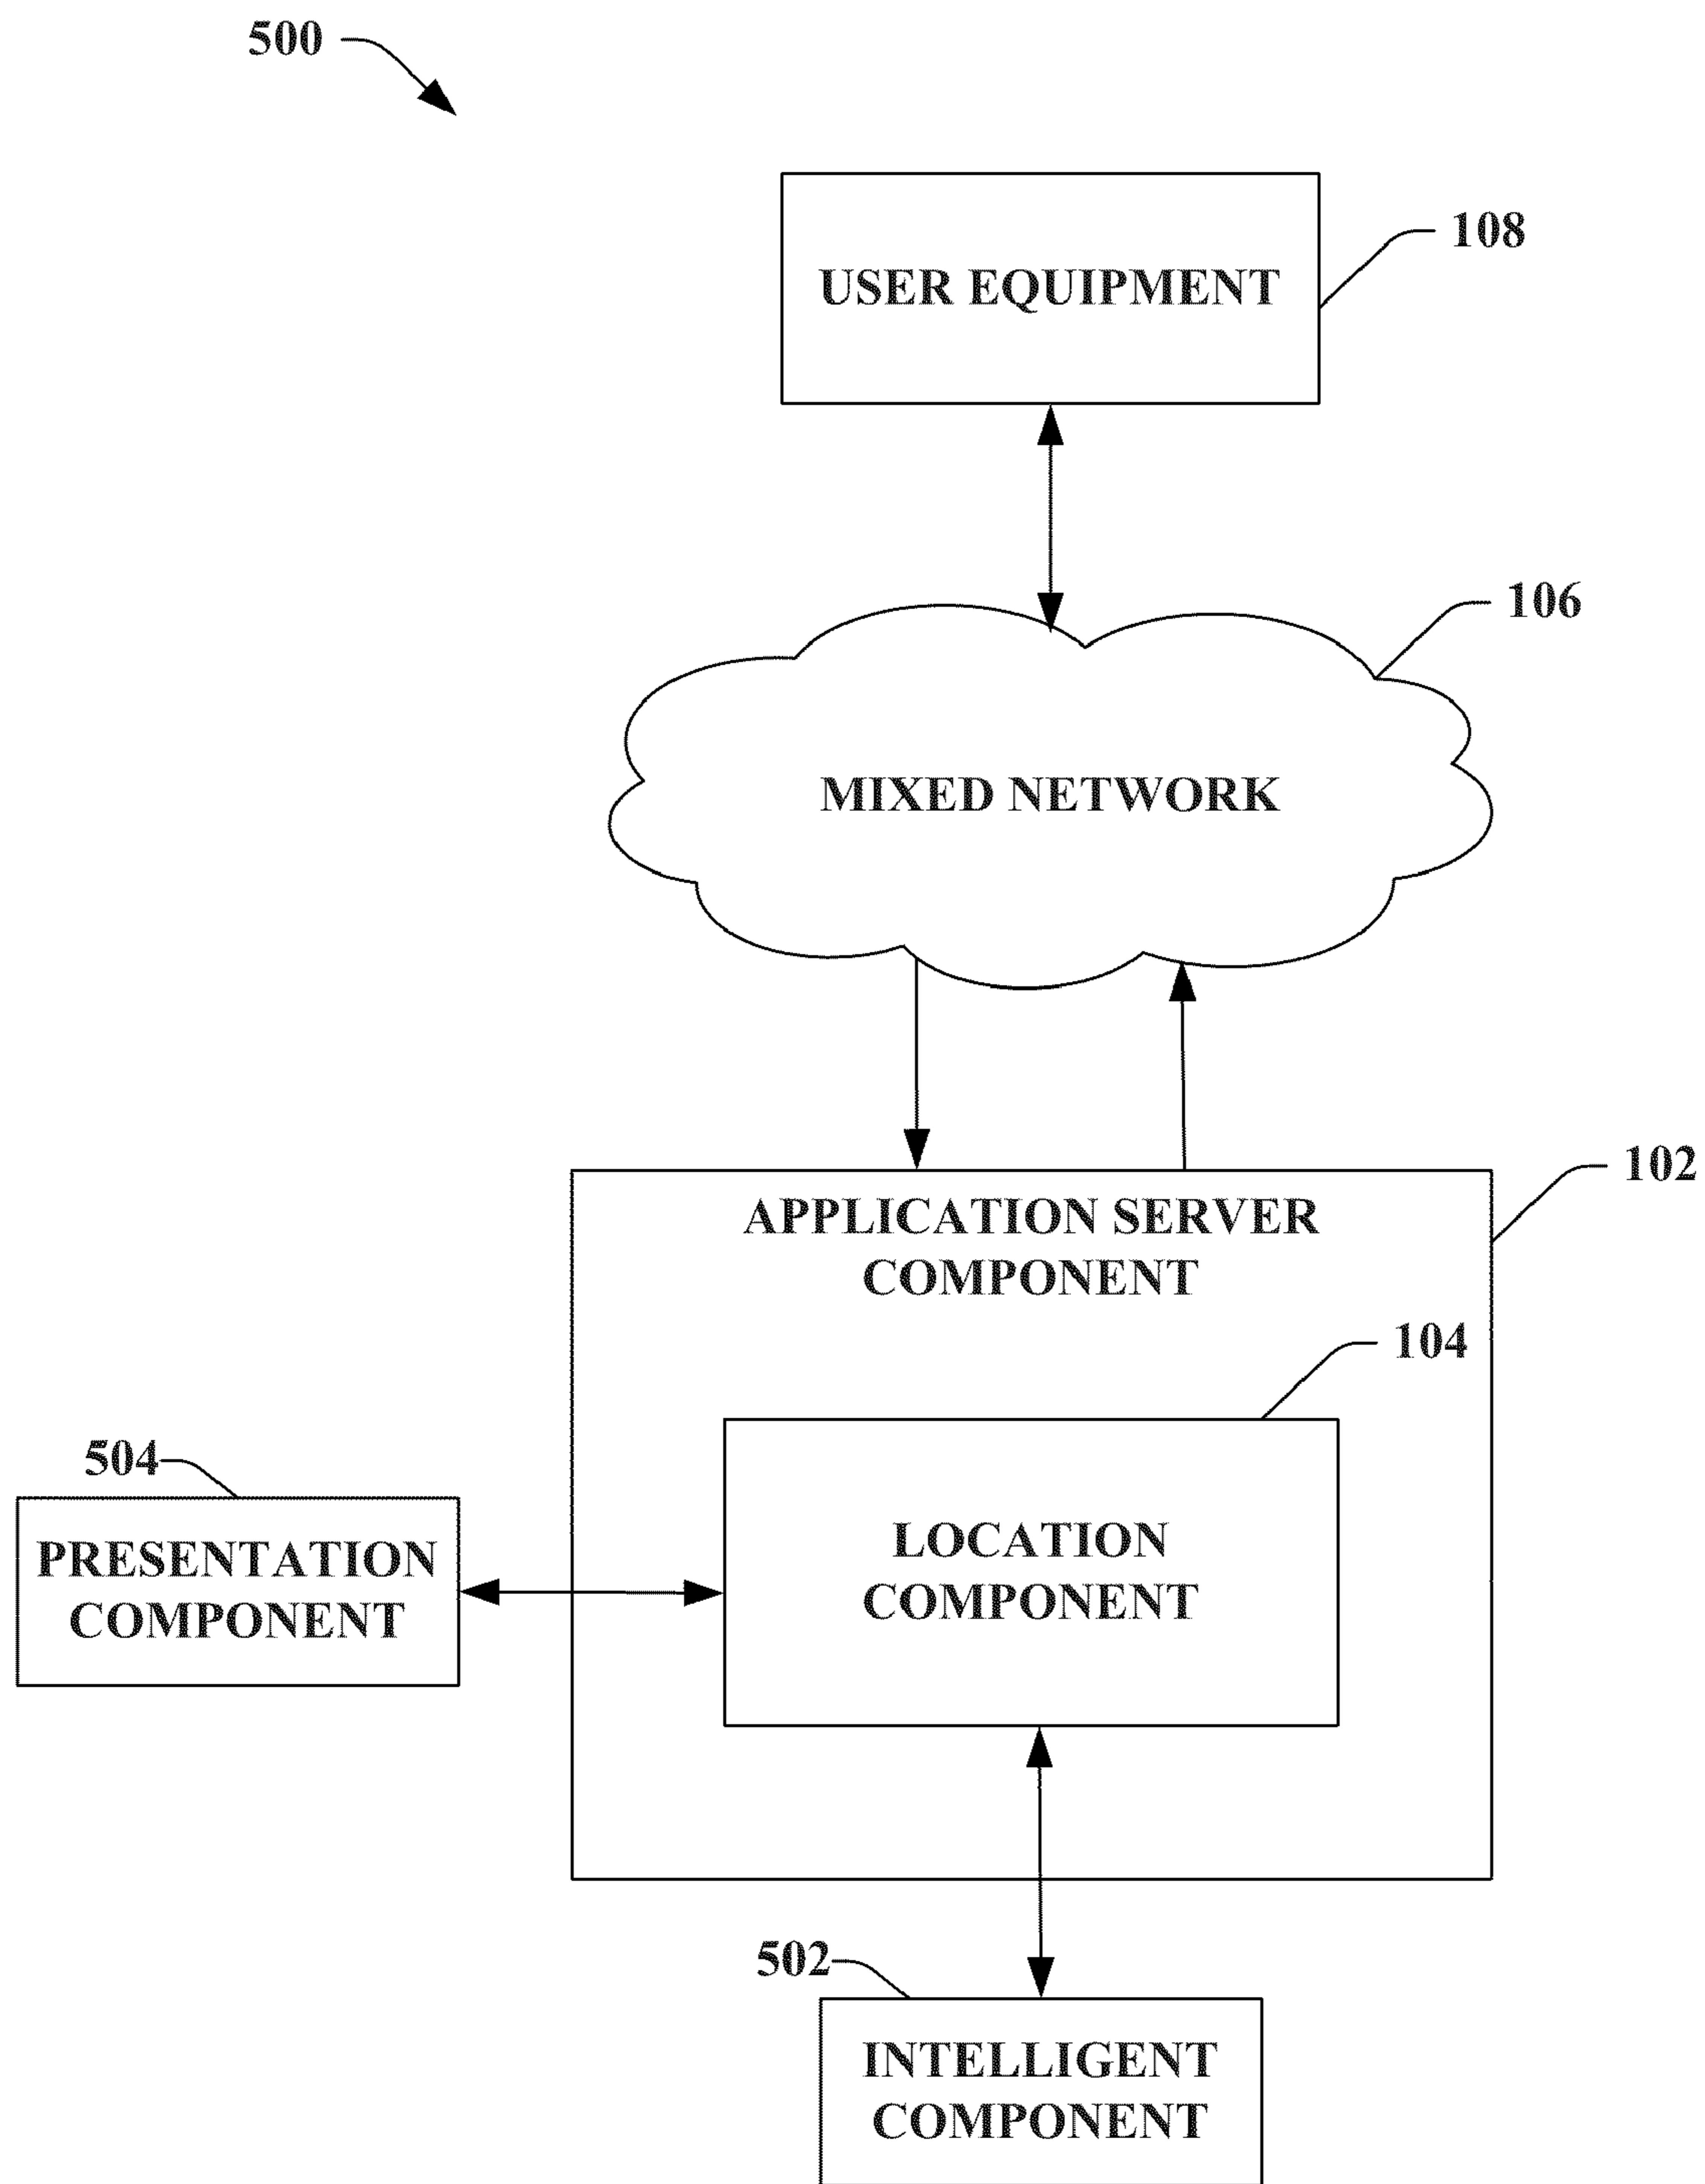 500
108
USER EQUIPMENT
106
MIXED NETWORK
102
APPLICATION SERVER
COMPONENT
104
504
PRESENTATION
COMPONENT
LOCATION
COMPONENT
502
INTELLIGENT
COMPONENT